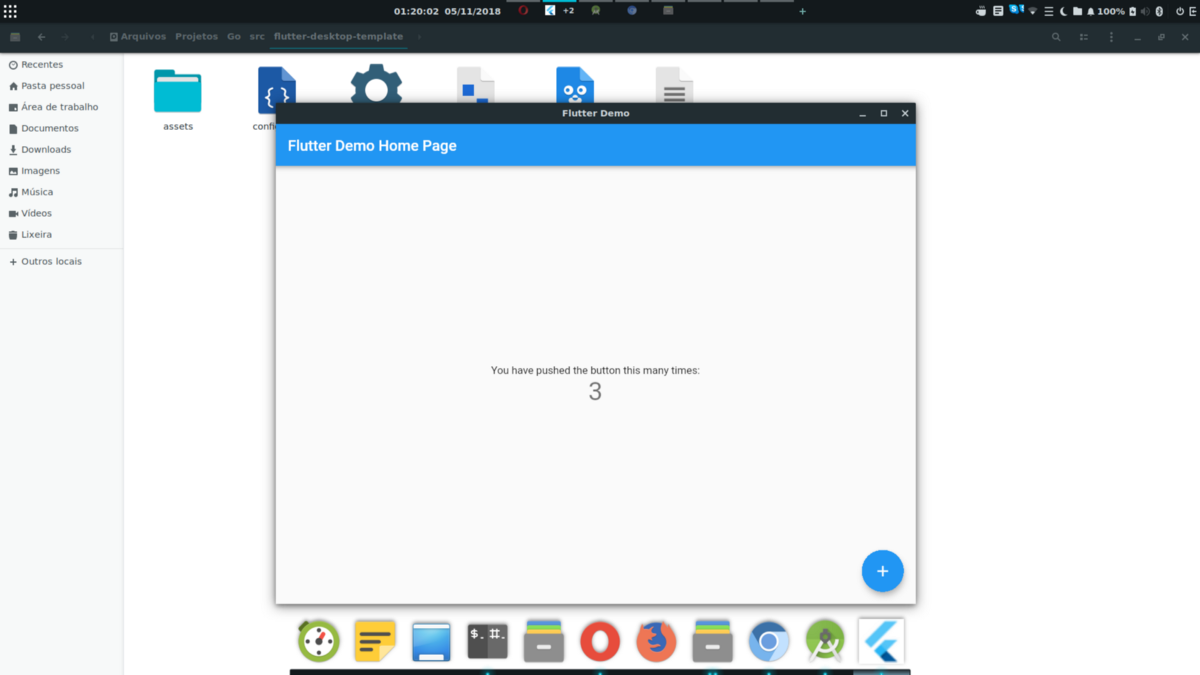 01:20:02 05/11/2018
+2
100%
Arquivos Projetos Go src flutter-desktop-template
Recentes
Pasta pessoal
Área de trabalho
Documentos
Downloads
Imagens
Música
Vídeos
Lixeira
+ Outros locais
assets
Flutter Demo
Flutter Demo Home Page
You have pushed the button this many times:
3
+
$. #.